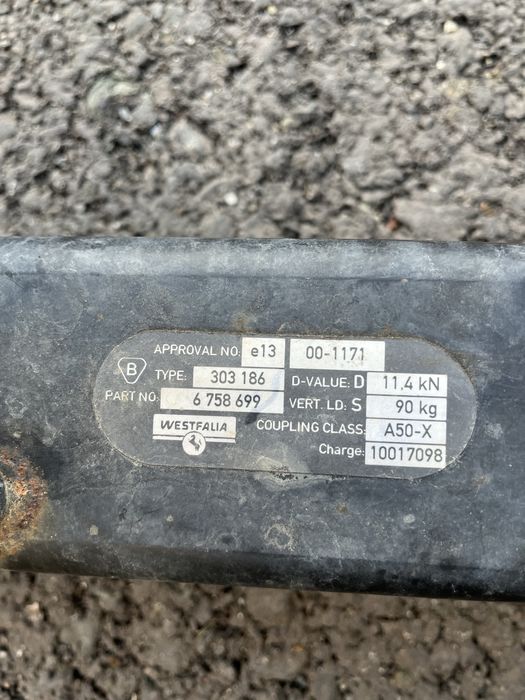 APPROVAL NO: e13 00-1171
B
TYPE: 303 186 D-VALUE: D 11,4 kN
PART NO: 6 758 699 VERT. LD: S 90 kg
WESTFALIA COUPLING CLASS: A50-X
Charge: 10017098